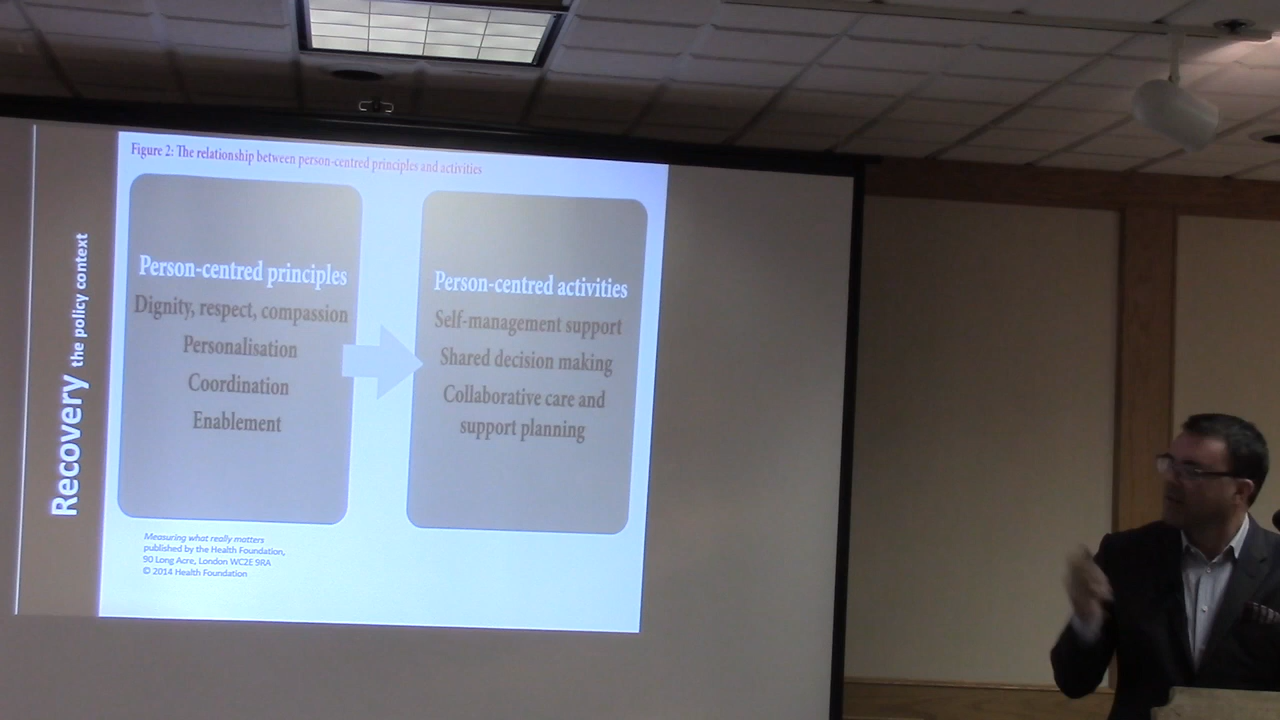 Recovery the policy context
Figure 2: The relationship between person-centred principles and activities
Person-centred principles
Dignity, respect, compassion
Personalisation
Coordination
Enablement
Person-centred activities
Self-management support
Shared decision making
Collaborative care and
support planning
Measuring what really matters
published by the Health Foundation,
90 Long Acre, London WC2E 9RA
© 2014 Health Foundation